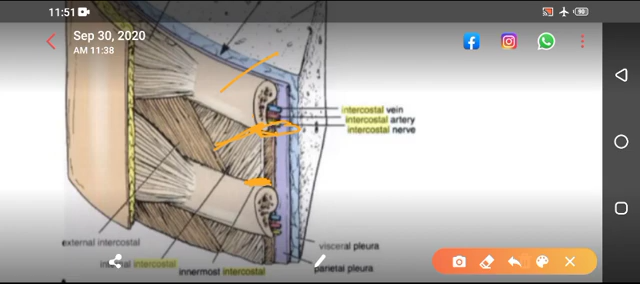 11:51
90
Sep 30, 2020
AM 11:38
intercostal vein
intercostal artery
intercostal nerve
external intercostal
visceral pleura
intercostal
innermost intercostal
parietal pleura